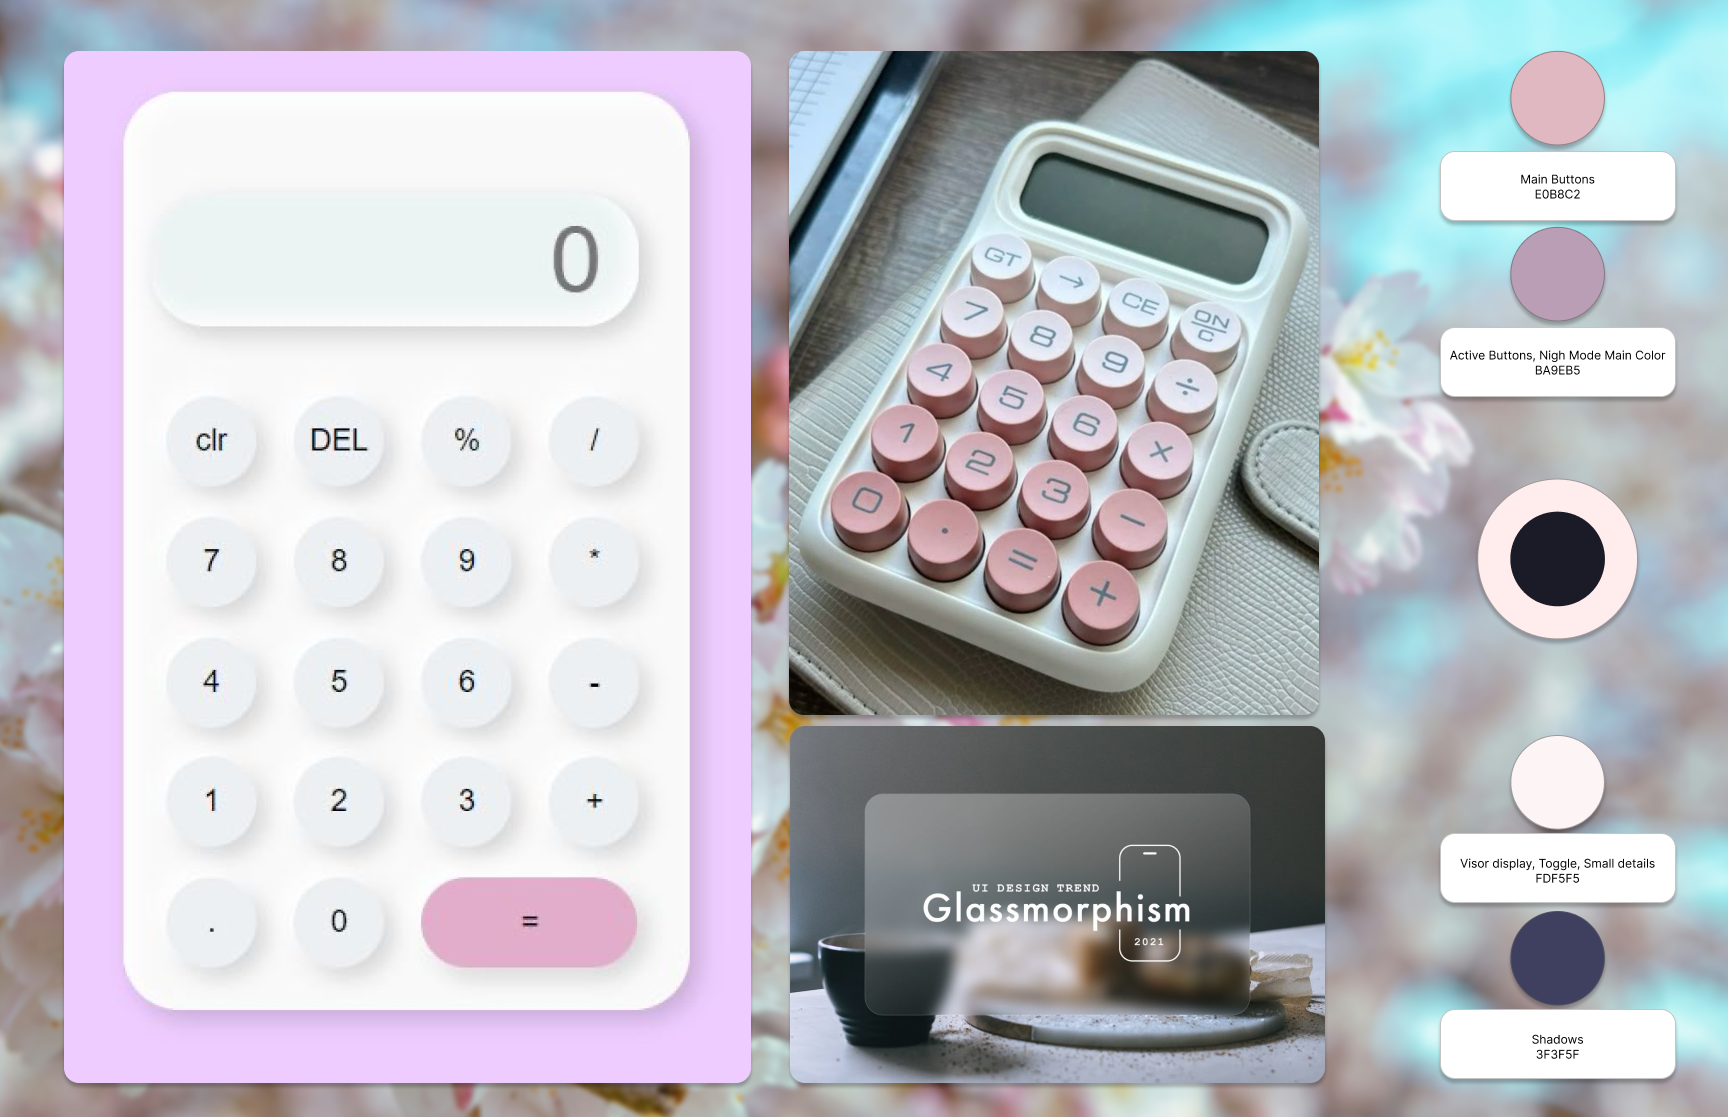 0
clr DEL % /
7 8 9 *
4 5 6 -
1 2 3 +
. 0 =
GT → CE ON/C
7 8 9 ÷
4 5 6 ×
1 2 3 −
0 . = +
UI DESIGN TREND
Glassmorphism
2021
Main Buttons
E0B8C2
Active Buttons, Nigh Mode Main Color
BA9EB5
Visor display, Toggle, Small details
FDF5F5
Shadows
3F3F5F